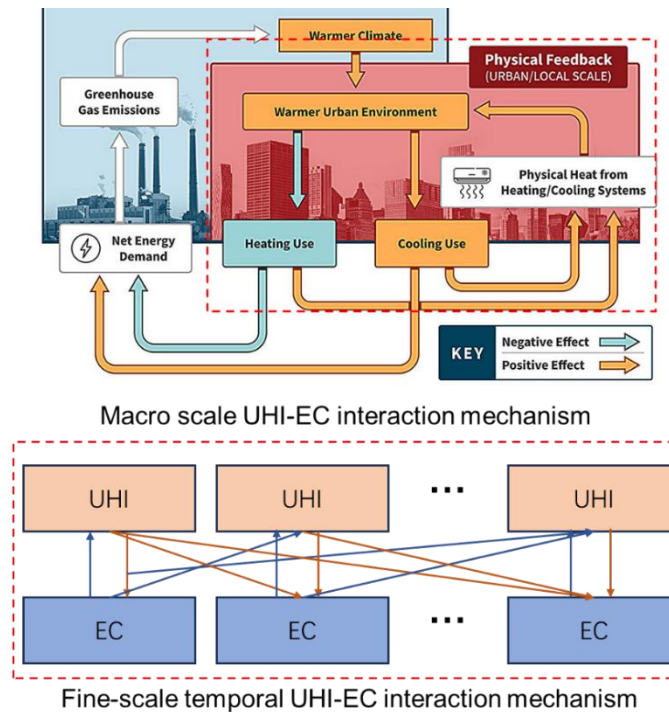 Warmer Climate
Physical Feedback
(URBAN/LOCAL SCALE)
Greenhouse
Gas Emissions
Warmer Urban Environment
Physical Heat from
Heating/Cooling Systems
Net Energy
Demand
Heating Use
Cooling Use
KEY
Negative Effect
Positive Effect
Macro scale UHI-EC interaction mechanism
UHI
UHI
...
UHI
EC
EC
...
EC
Fine-scale temporal UHI-EC interaction mechanism